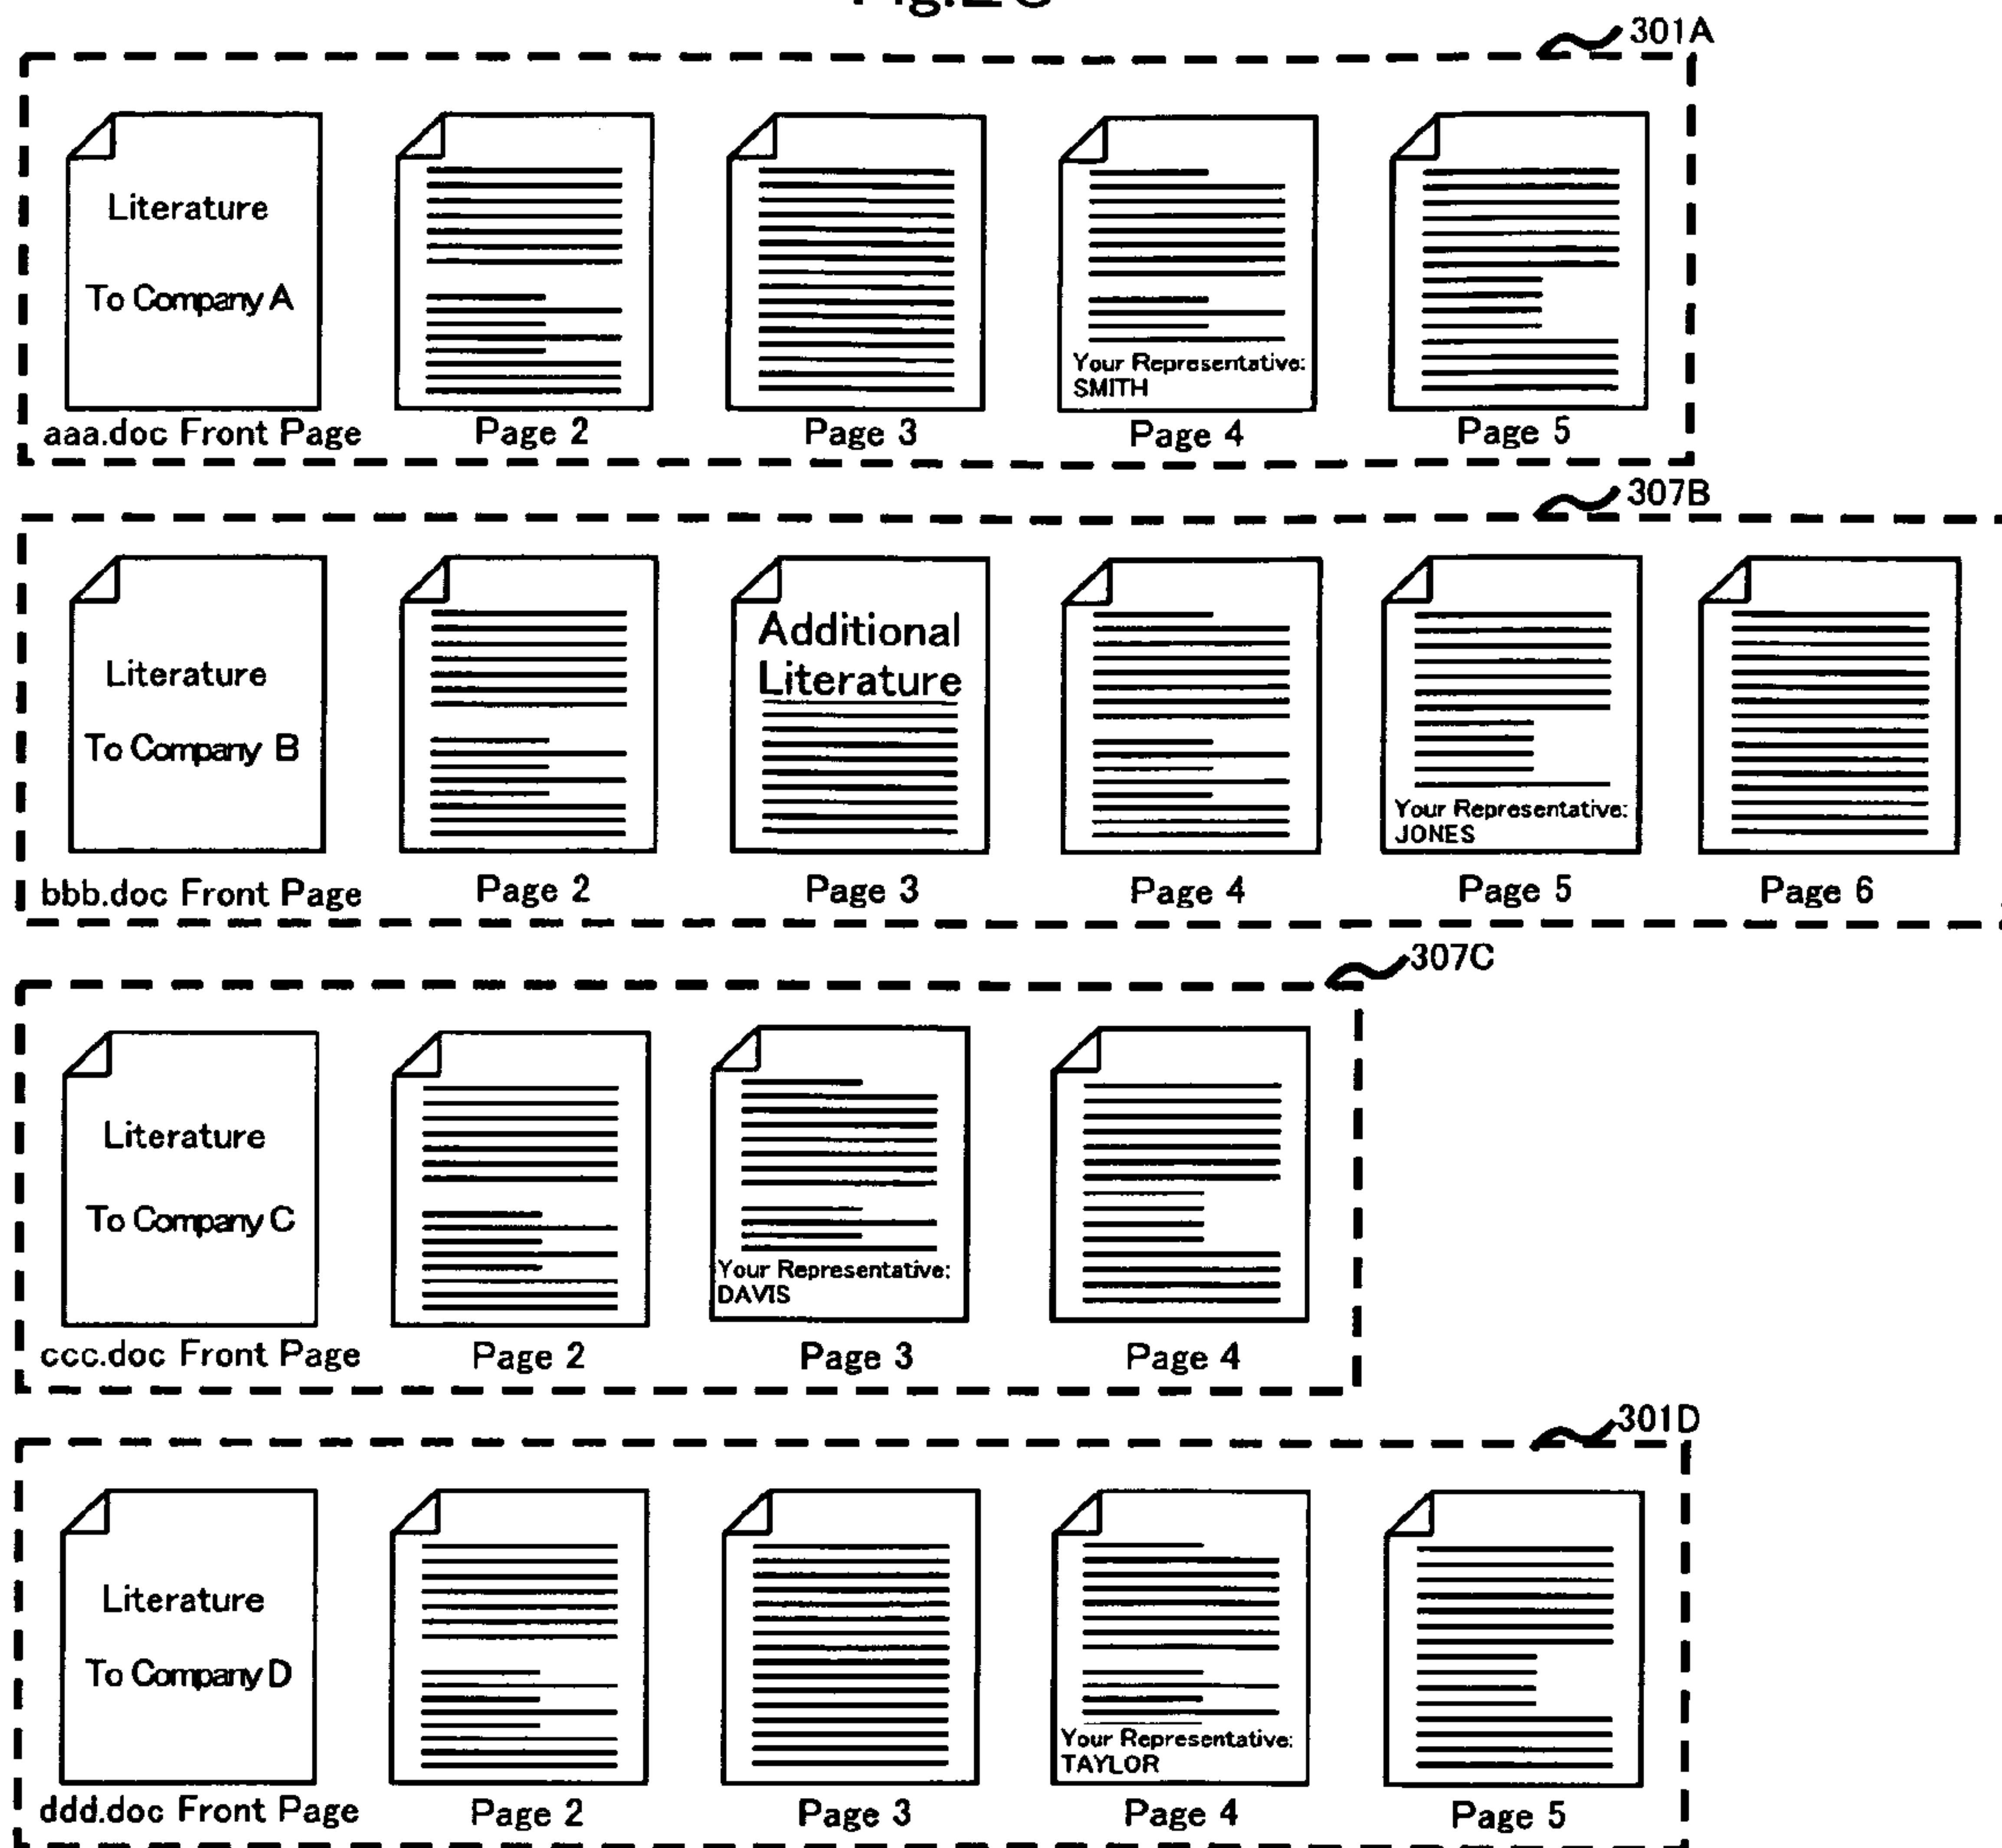 301A
Literature
To Company A
Your Representative:
SMITH
aaa.doc Front Page
Page 2
Page 3
Page 4
Page 5
307B
Literature
To Company B
Additional
Literature
Your Representative:
JONES
bbb.doc Front Page
Page 2
Page 3
Page 4
Page 5
Page 6
307C
Literature
To Company C
Your Representative:
DAVIS
ccc.doc Front Page
Page 2
Page 3
Page 4
301D
Literature
To Company D
Your Representative:
TAYLOR
ddd.doc Front Page
Page 2
Page 3
Page 4
Page 5